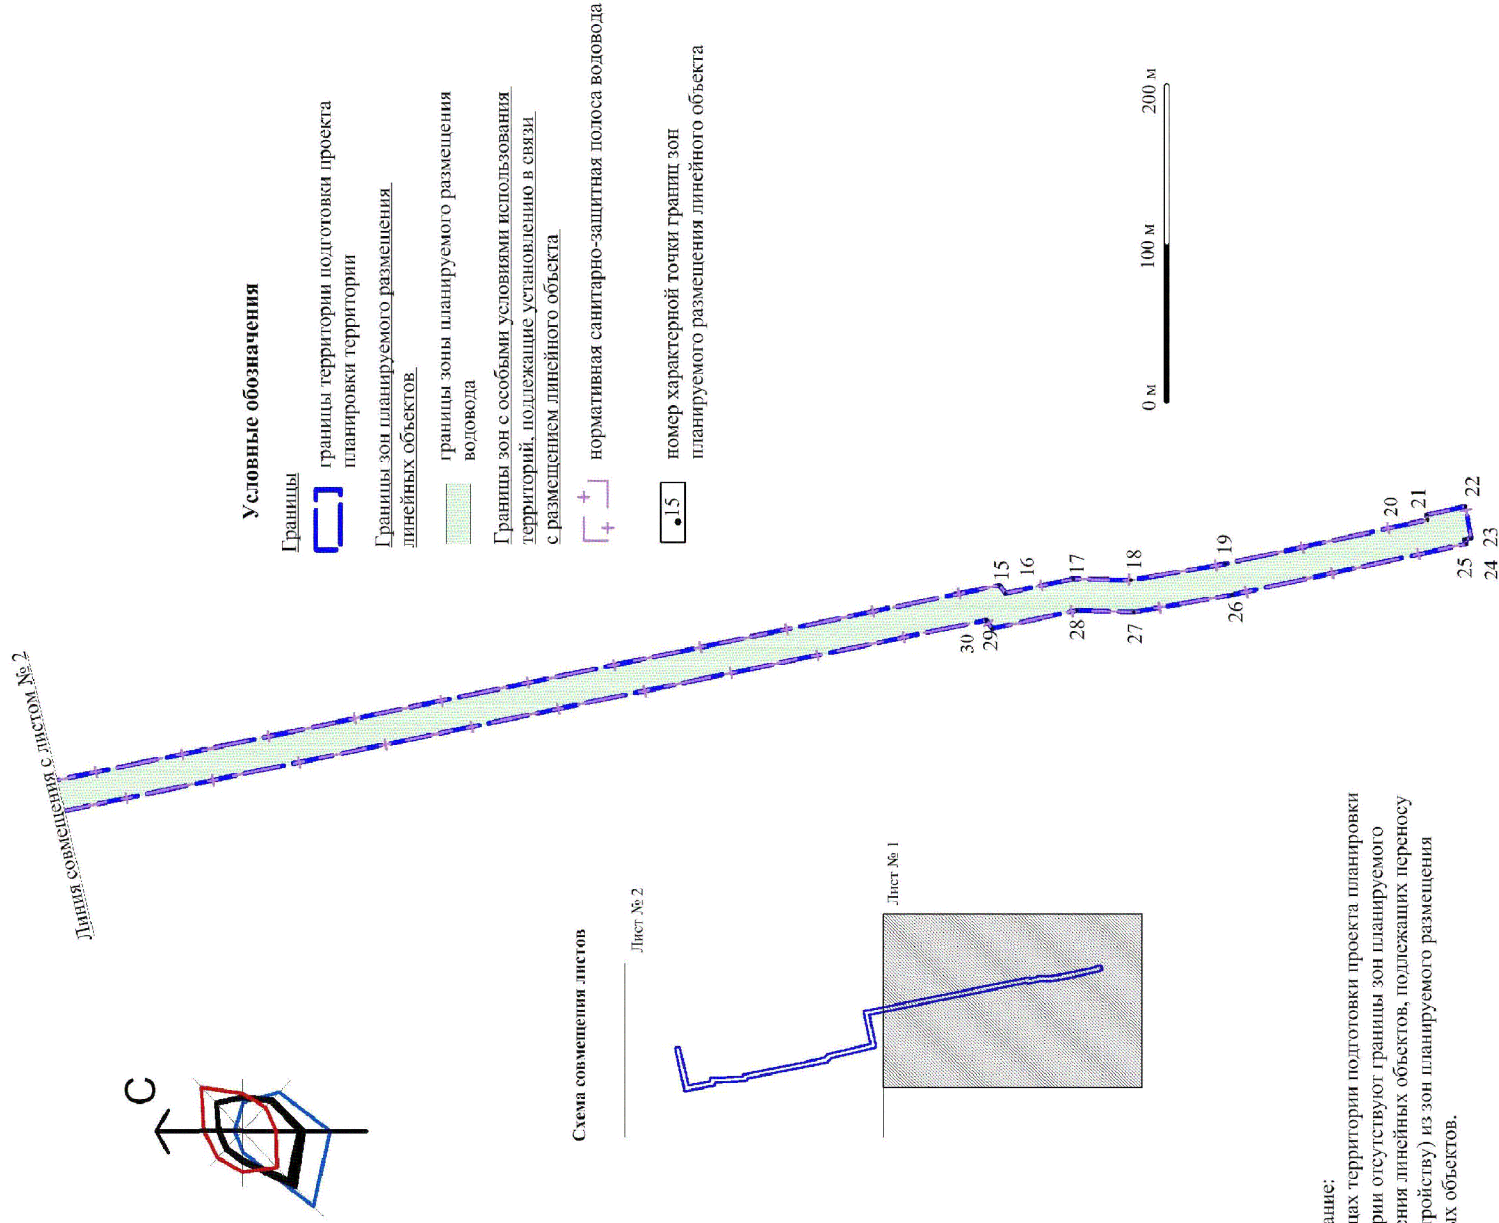 Линия совмещения с листом № 2
С
Условные обозначения
Границы
границы территории подготовки проекта
планировки территории
Границы зон планируемого размещения
линейных объектов
границы зоны планируемого размещения
водовода
Границы зон с особыми условиями использования
территорий, подлежащие установлению в связи
с размещением линейного объекта
нормативная санитарно-защитная полоса водовода
15
номер характерной точки границ зон
планируемого размещения линейного объекта
0 м 100 м 200 м
15
16
17
18
19
20
21
22
23
24
25
26
27
28
29
30
Схема совмещения листов
Лист № 2
Лист № 1
ание:
цах территории подготовки проекта планировки
рии отсутствуют границы зон планируемого
ения линейных объектов, подлежащих переносу
тройству) из зон планируемого размещения
ых объектов.